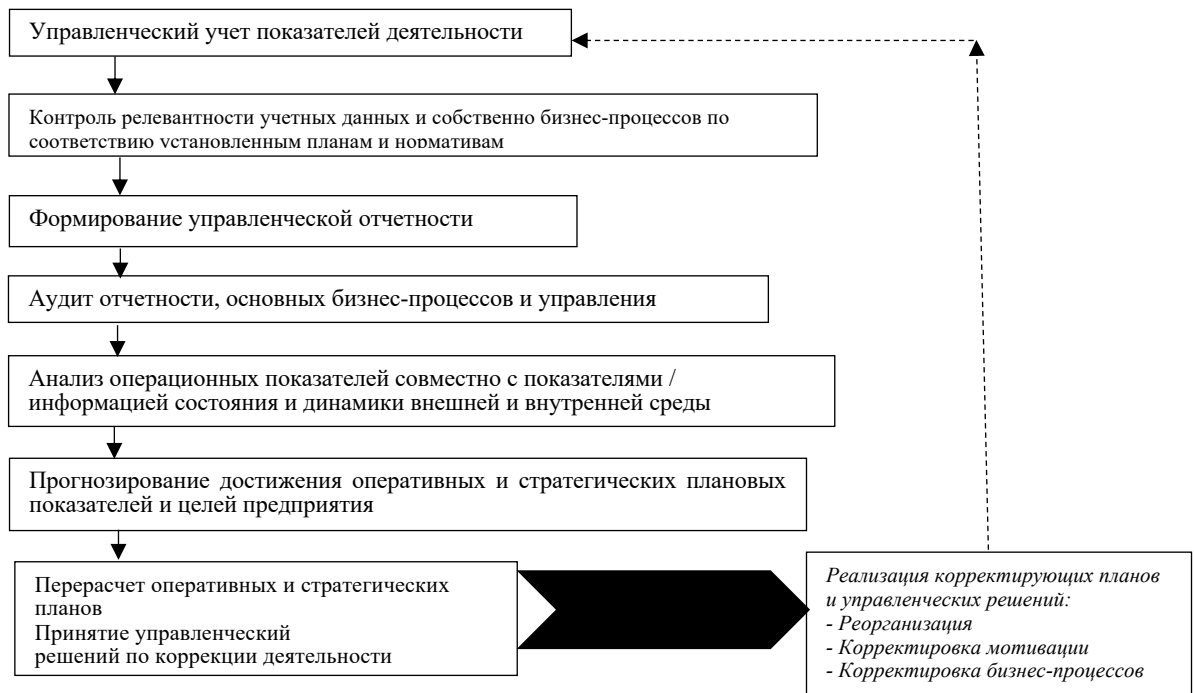 Управленческий учет показателей деятельности
Контроль релевантности учетных данных и собственно бизнес-процессов по
соответствию установленным планам и нормативам
Формирование управленческой отчетности
Аудит отчетности, основных бизнес-процессов и управления
Анализ операционных показателей совместно с показателями /
информацией состояния и динамики внешней и внутренней среды
Прогнозирование достижения оперативных и стратегических плановых
показателей и целей предприятия
Перерасчет оперативных и стратегических
планов
Принятие управленческий
решений по коррекции деятельности
Реализация корректирующих планов
и управленческих решений:
- Реорганизация
- Корректировка мотивации
- Корректировка бизнес-процессов